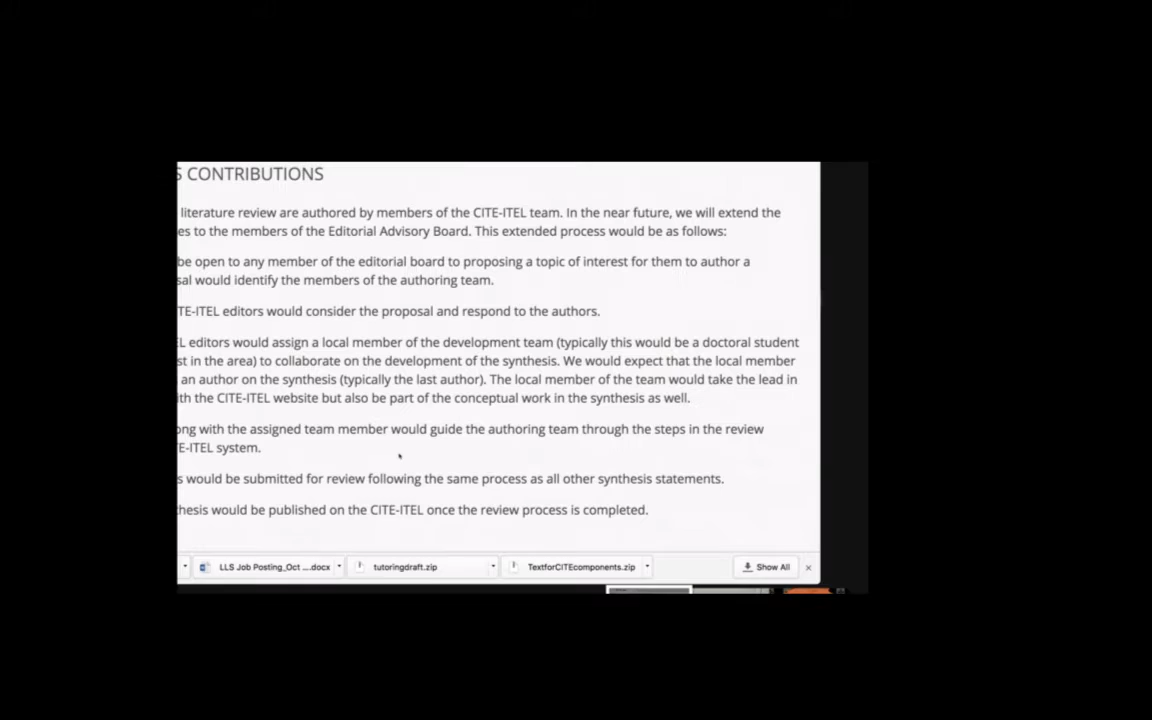 S CONTRIBUTIONS
literature review are authored by members of the CITE-ITEL team. In the near future, we will extend the
es to the members of the Editorial Advisory Board. This extended process would be as follows:
be open to any member of the editorial board to proposing a topic of interest for them to author a
sal would identify the members of the authoring team.
TE-ITEL editors would consider the proposal and respond to the authors.
EL editors would assign a local member of the development team (typically this would be a doctoral student
st in the area) to collaborate on the development of the synthesis. We would expect that the local member
an author on the synthesis (typically the last author). The local member of the team would take the lead in
ith the CITE-ITEL website but also be part of the conceptual work in the synthesis as well.
ong with the assigned team member would guide the authoring team through the steps in the review
TE-ITEL system.
s would be submitted for review following the same process as all other synthesis statements.
thesis would be published on the CITE-ITEL once the review process is completed.
LLS Job Posting_Oct ....docx tutoringdraft.zip TextforCITEcomponents.zip Show All